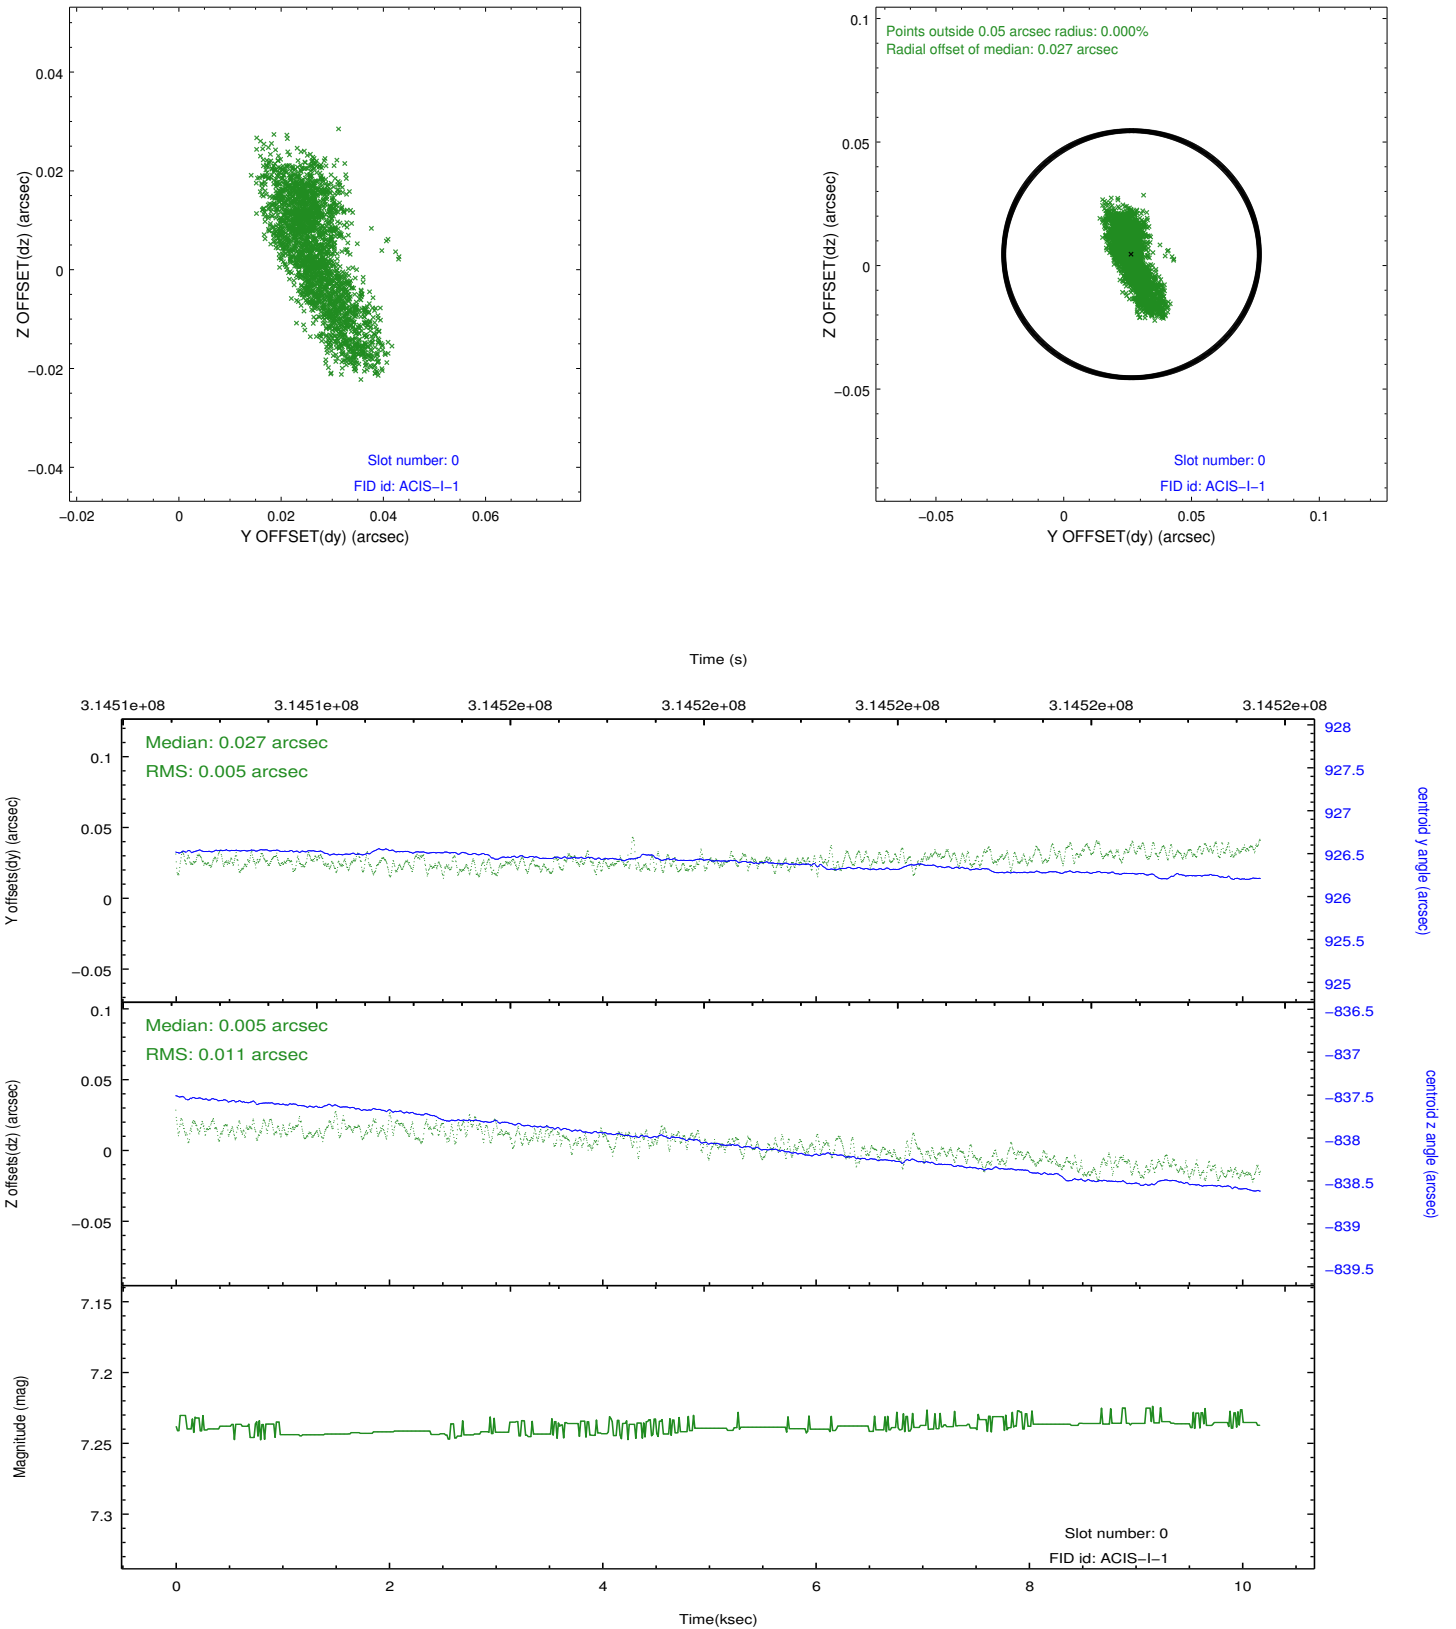 0.04
0.02
0
−0.02
−0.04
Z OFFSET(dz) (arcsec)
Slot number: 0
FID id: ACIS−I−1
−0.02 0 0.02 0.04 0.06
Y OFFSET(dy) (arcsec)
Points outside 0.05 arcsec radius: 0.000%
Radial offset of median: 0.027 arcsec
0.1
0.05
0
−0.05
Z OFFSET(dz) (arcsec)
Slot number: 0
FID id: ACIS−I−1
−0.05 0 0.05 0.1
Y OFFSET(dy) (arcsec)
Time (s)
3.1451e+08 3.1451e+08 3.1452e+08 3.1452e+08 3.1452e+08 3.1452e+08 3.1452e+08
Median: 0.027 arcsec
RMS: 0.005 arcsec
0.1
0.05
0
−0.05
Y offsets(dy) (arcsec)
928
927.5
927
926.5
926
925.5
925
centroid y angle (arcsec)
Median: 0.005 arcsec
RMS: 0.011 arcsec
0.1
0.05
0
−0.05
Z offsets(dz) (arcsec)
−836.5
−837
−837.5
−838
−838.5
−839
−839.5
centroid z angle (arcsec)
7.15
7.2
7.25
7.3
Magnitude (mag)
Slot number: 0
FID id: ACIS−I−1
0 2 4 6 8 10
Time(ksec)